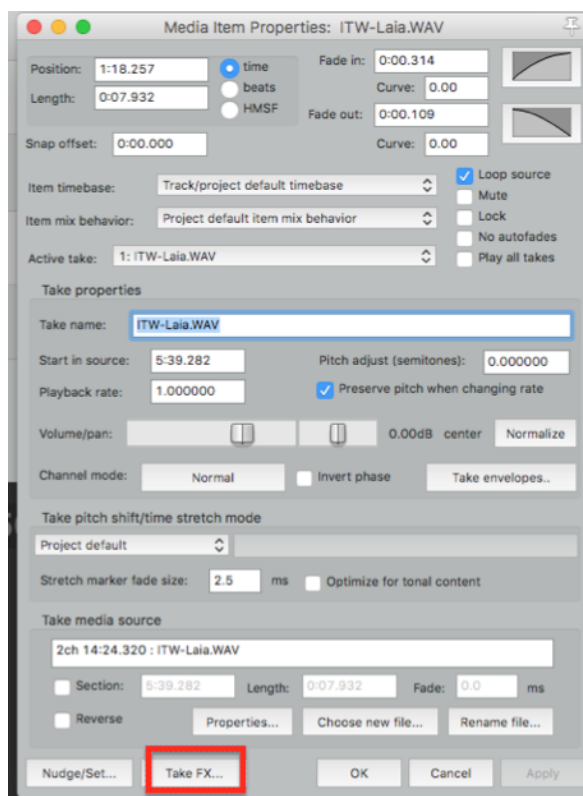 Media Item Properties: ITW-Laia.WAV
Position: 1:18.257 time Fade in: 0:00.314
beats Curve: 0.00
Length: 0:07.932 HMSF Fade out: 0:00.109
Snap offset: 0:00.000 Curve: 0.00
Item timebase: Track/project default timebase Loop source
Mute
Item mix behavior: Project default item mix behavior Lock
No autofades
Active take: 1: ITW-Laia.WAV Play all takes
Take properties
Take name: ITW-Laia.WAV
Start in source: 5:39.282 Pitch adjust (semitones): 0.000000
Playback rate: 1.000000 Preserve pitch when changing rate
Volume/pan: 0.00dB center Normalize
Channel mode: Normal Invert phase Take envelopes..
Take pitch shift/time stretch mode
Project default
Stretch marker fade size: 2.5 ms Optimize for tonal content
Take media source
2ch 14:24.320 : ITW-Laia.WAV
Section: 5:39.282 Length: 0:07.932 Fade: 0.0 ms
Reverse Properties... Choose new file... Rename file...
Nudge/Set... Take FX... OK Cancel Apply